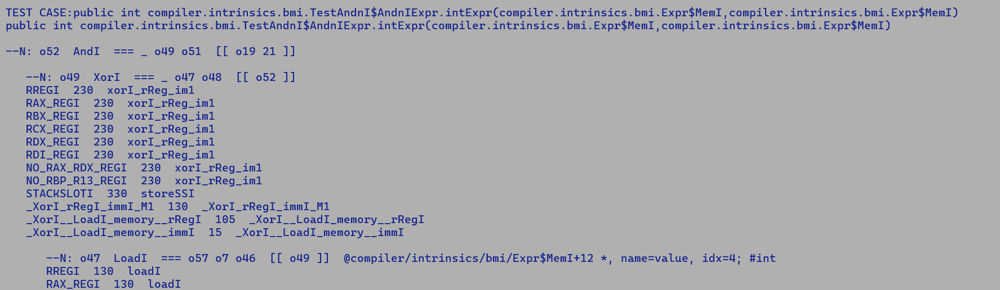 TEST CASE:public int compiler.intrinsics.bmi.TestAndnI$AndnIExpr.intExpr(compiler.intrinsics.bmi.Expr$MemI,compiler.intrinsics.bmi.Expr$MemI)
public int compiler.intrinsics.bmi.TestAndnI$AndnIExpr.intExpr(compiler.intrinsics.bmi.Expr$MemI,compiler.intrinsics.bmi.Expr$MemI)
--N: o52  AndI  === _ o49 o51  [[ o19 21 ]]
--N: o49  XorI  === _ o47 o48  [[ o52 ]]
RREGI  230  xorI_rReg_im1
RAX_REGI  230  xorI_rReg_im1
RBX_REGI  230  xorI_rReg_im1
RCX_REGI  230  xorI_rReg_im1
RDX_REGI  230  xorI_rReg_im1
RDI_REGI  230  xorI_rReg_im1
NO_RAX_RDX_REGI  230  xorI_rReg_im1
NO_RBP_R13_REGI  230  xorI_rReg_im1
STACKSLOTI  330  storeSSI
_XorI_rRegI_immI_M1  130  _XorI_rRegI_immI_M1
_XorI__LoadI_memory__rRegI  105  _XorI__LoadI_memory__rRegI
_XorI__LoadI_memory__immI  15  _XorI__LoadI_memory__immI
--N: o47  LoadI  === o57 o7 o46  [[ o49 ]]  @compiler/intrinsics/bmi/Expr$MemI+12 *, name=value, idx=4; #int
RREGI  130  loadI
RAX_REGI  130  loadI